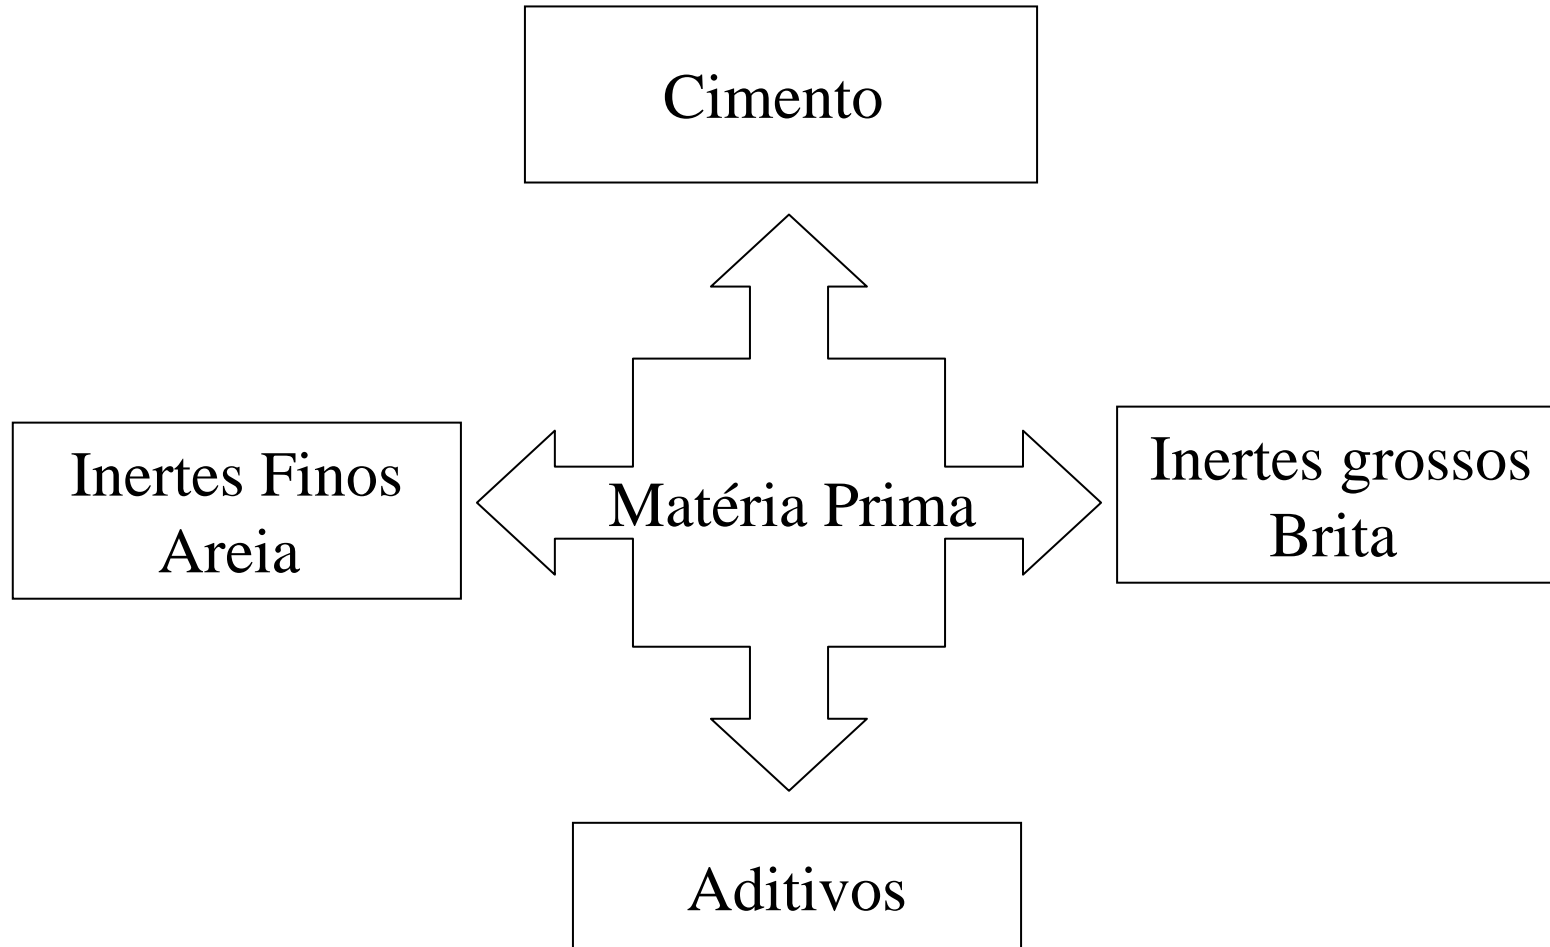 Cimento
Inertes Finos
Areia
Matéria Prima
Inertes grossos
Brita
Aditivos